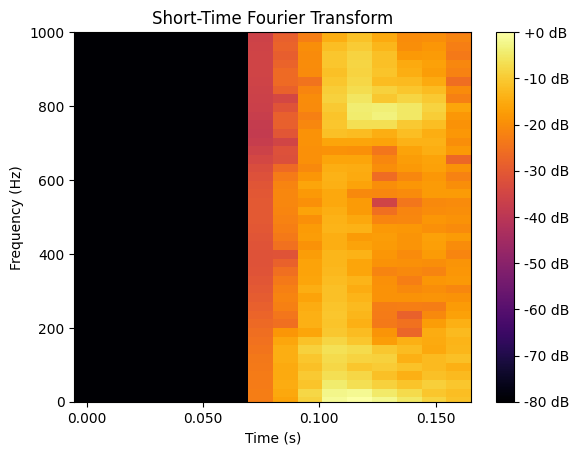 Short-Time Fourier Transform
1000
800
600
400
200
0
Frequency (Hz)
0.000
0.050
0.100
0.150
Time (s)
+0 dB
-10 dB
-20 dB
-30 dB
-40 dB
-50 dB
-60 dB
-70 dB
-80 dB